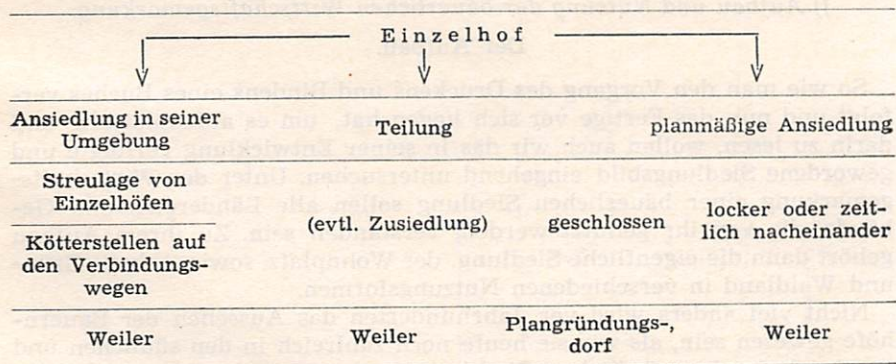 Einzelhof
Ansiedlung in seiner
Umgebung
Teilung
planmäßige Ansiedlung
Streulage von
Einzelhöfen
Kötterstellen auf
den Verbindungs-
wegen
(evtl. Zusiedlung)
geschlossen
locker oder zeit-
lich nacheinander
Weiler
Weiler
Plangründungs-,
dorf
Weiler